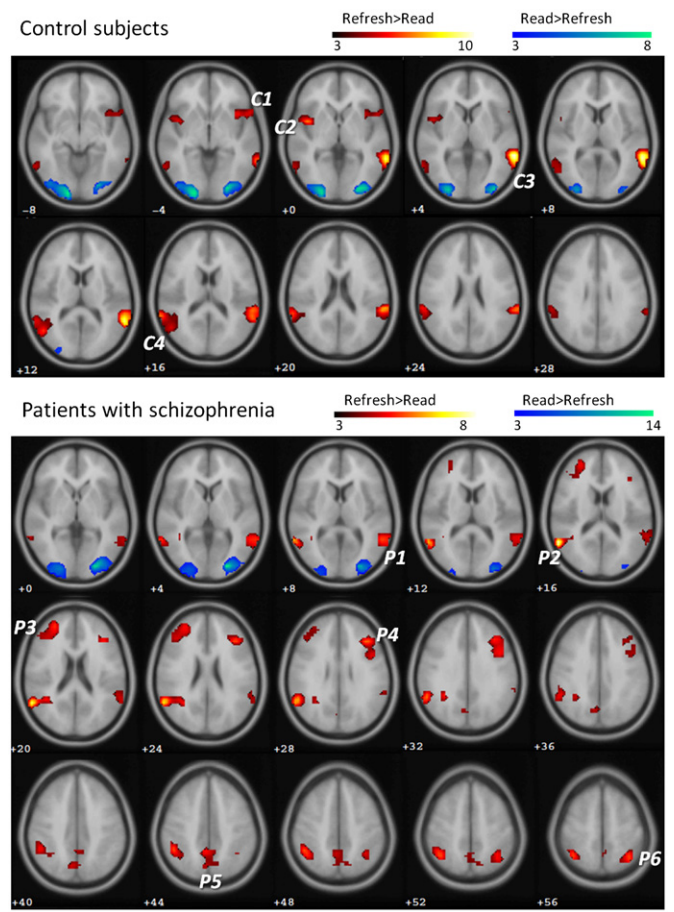 Control subjects
Refresh>Read
3 10
Read>Refresh
3 8
C1
C2
C3
-8
-4
+0
+4
+8
C4
+12
+16
+20
+24
+28
Patients with schizophrenia
Refresh>Read
3 8
Read>Refresh
3 14
P1
P2
+0
+4
+8
+12
+16
P3
P4
+20
+24
+28
+32
+36
P5
P6
+40
+44
+48
+52
+56